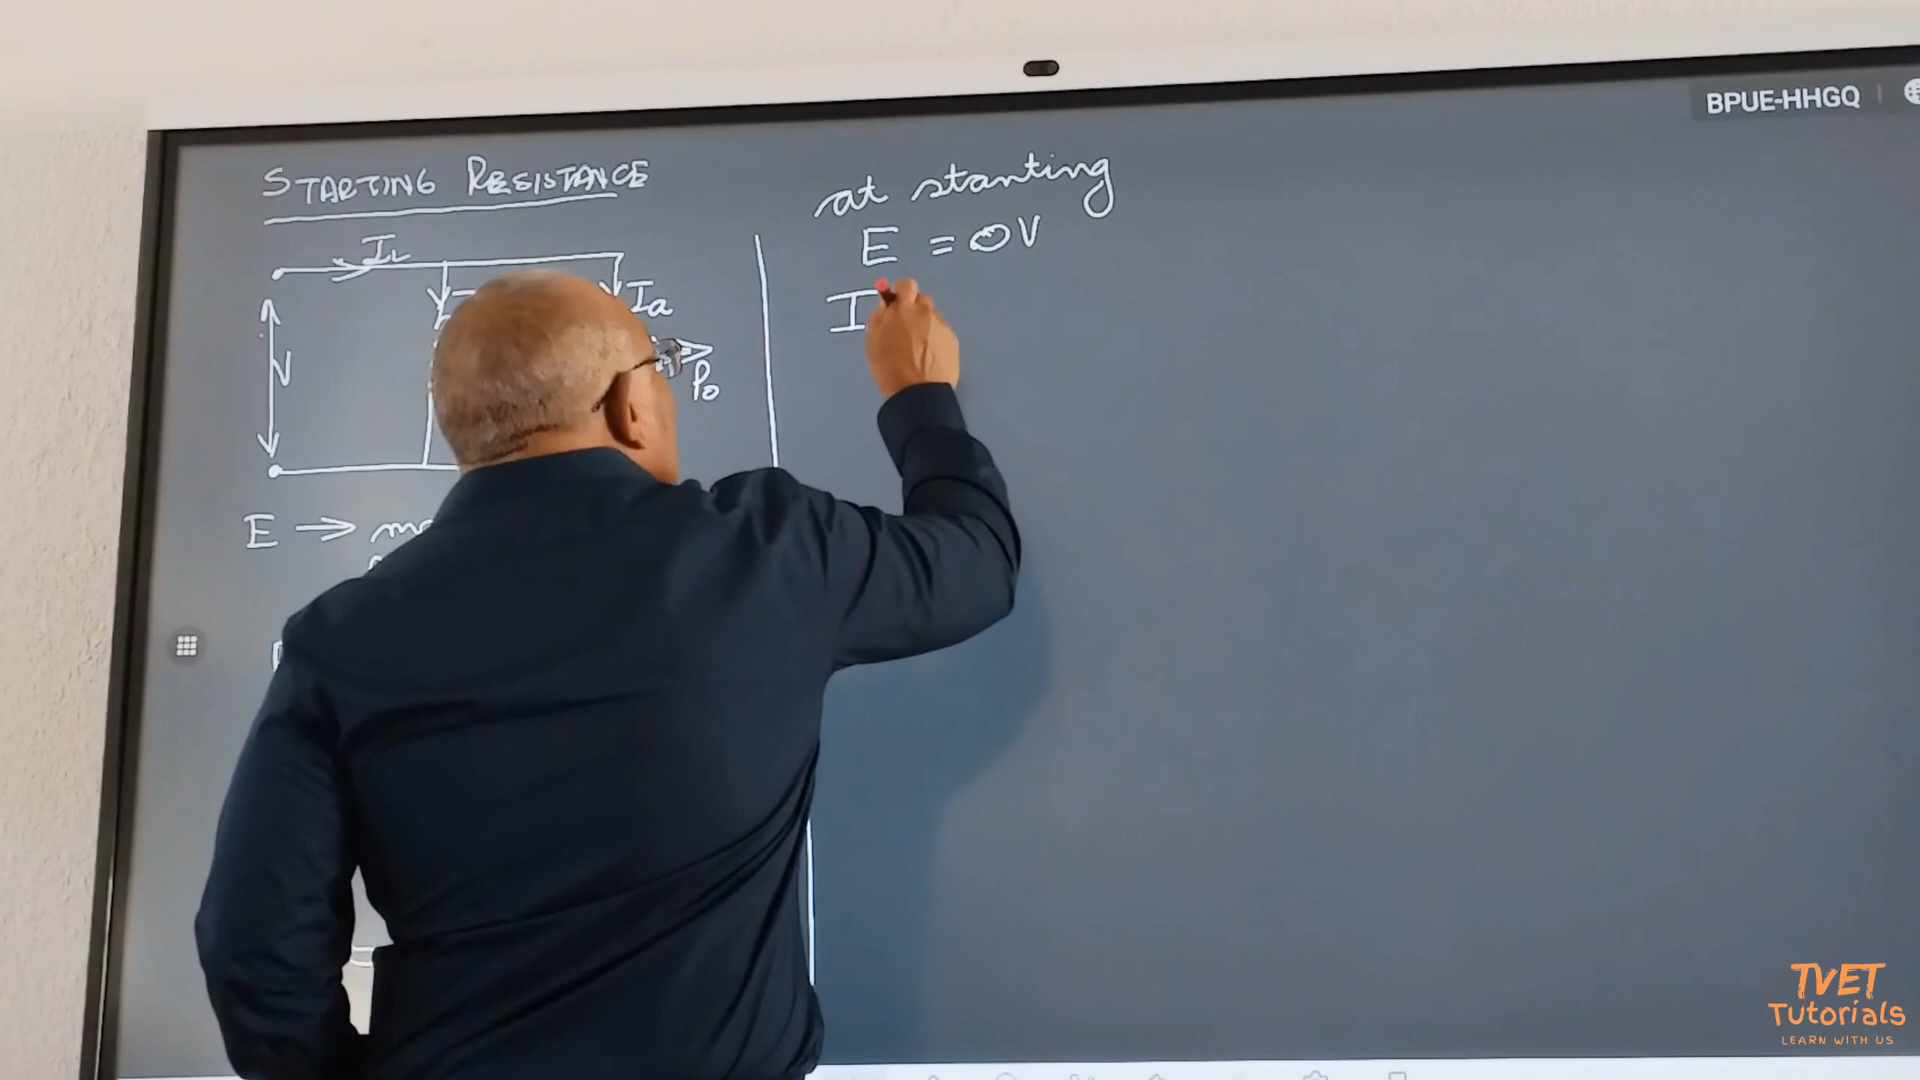 BPUE-HHGQ
STARTING RESISTANCE
IL
Ia
V
Po
E →
at starting
E = 0V
I
TVET
Tutorials
LEARN WITH US